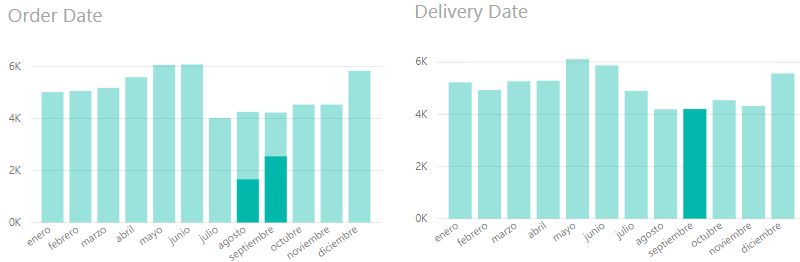 Order Date
6K
4K
2K
0K
enero
febrero
marzo
abril
mayo
junio
julio
agosto
septiembre
octubre
noviembre
diciembre
Delivery Date
6K
4K
2K
0K
enero
febrero
marzo
abril
mayo
junio
julio
agosto
septiembre
octubre
noviembre
diciembre